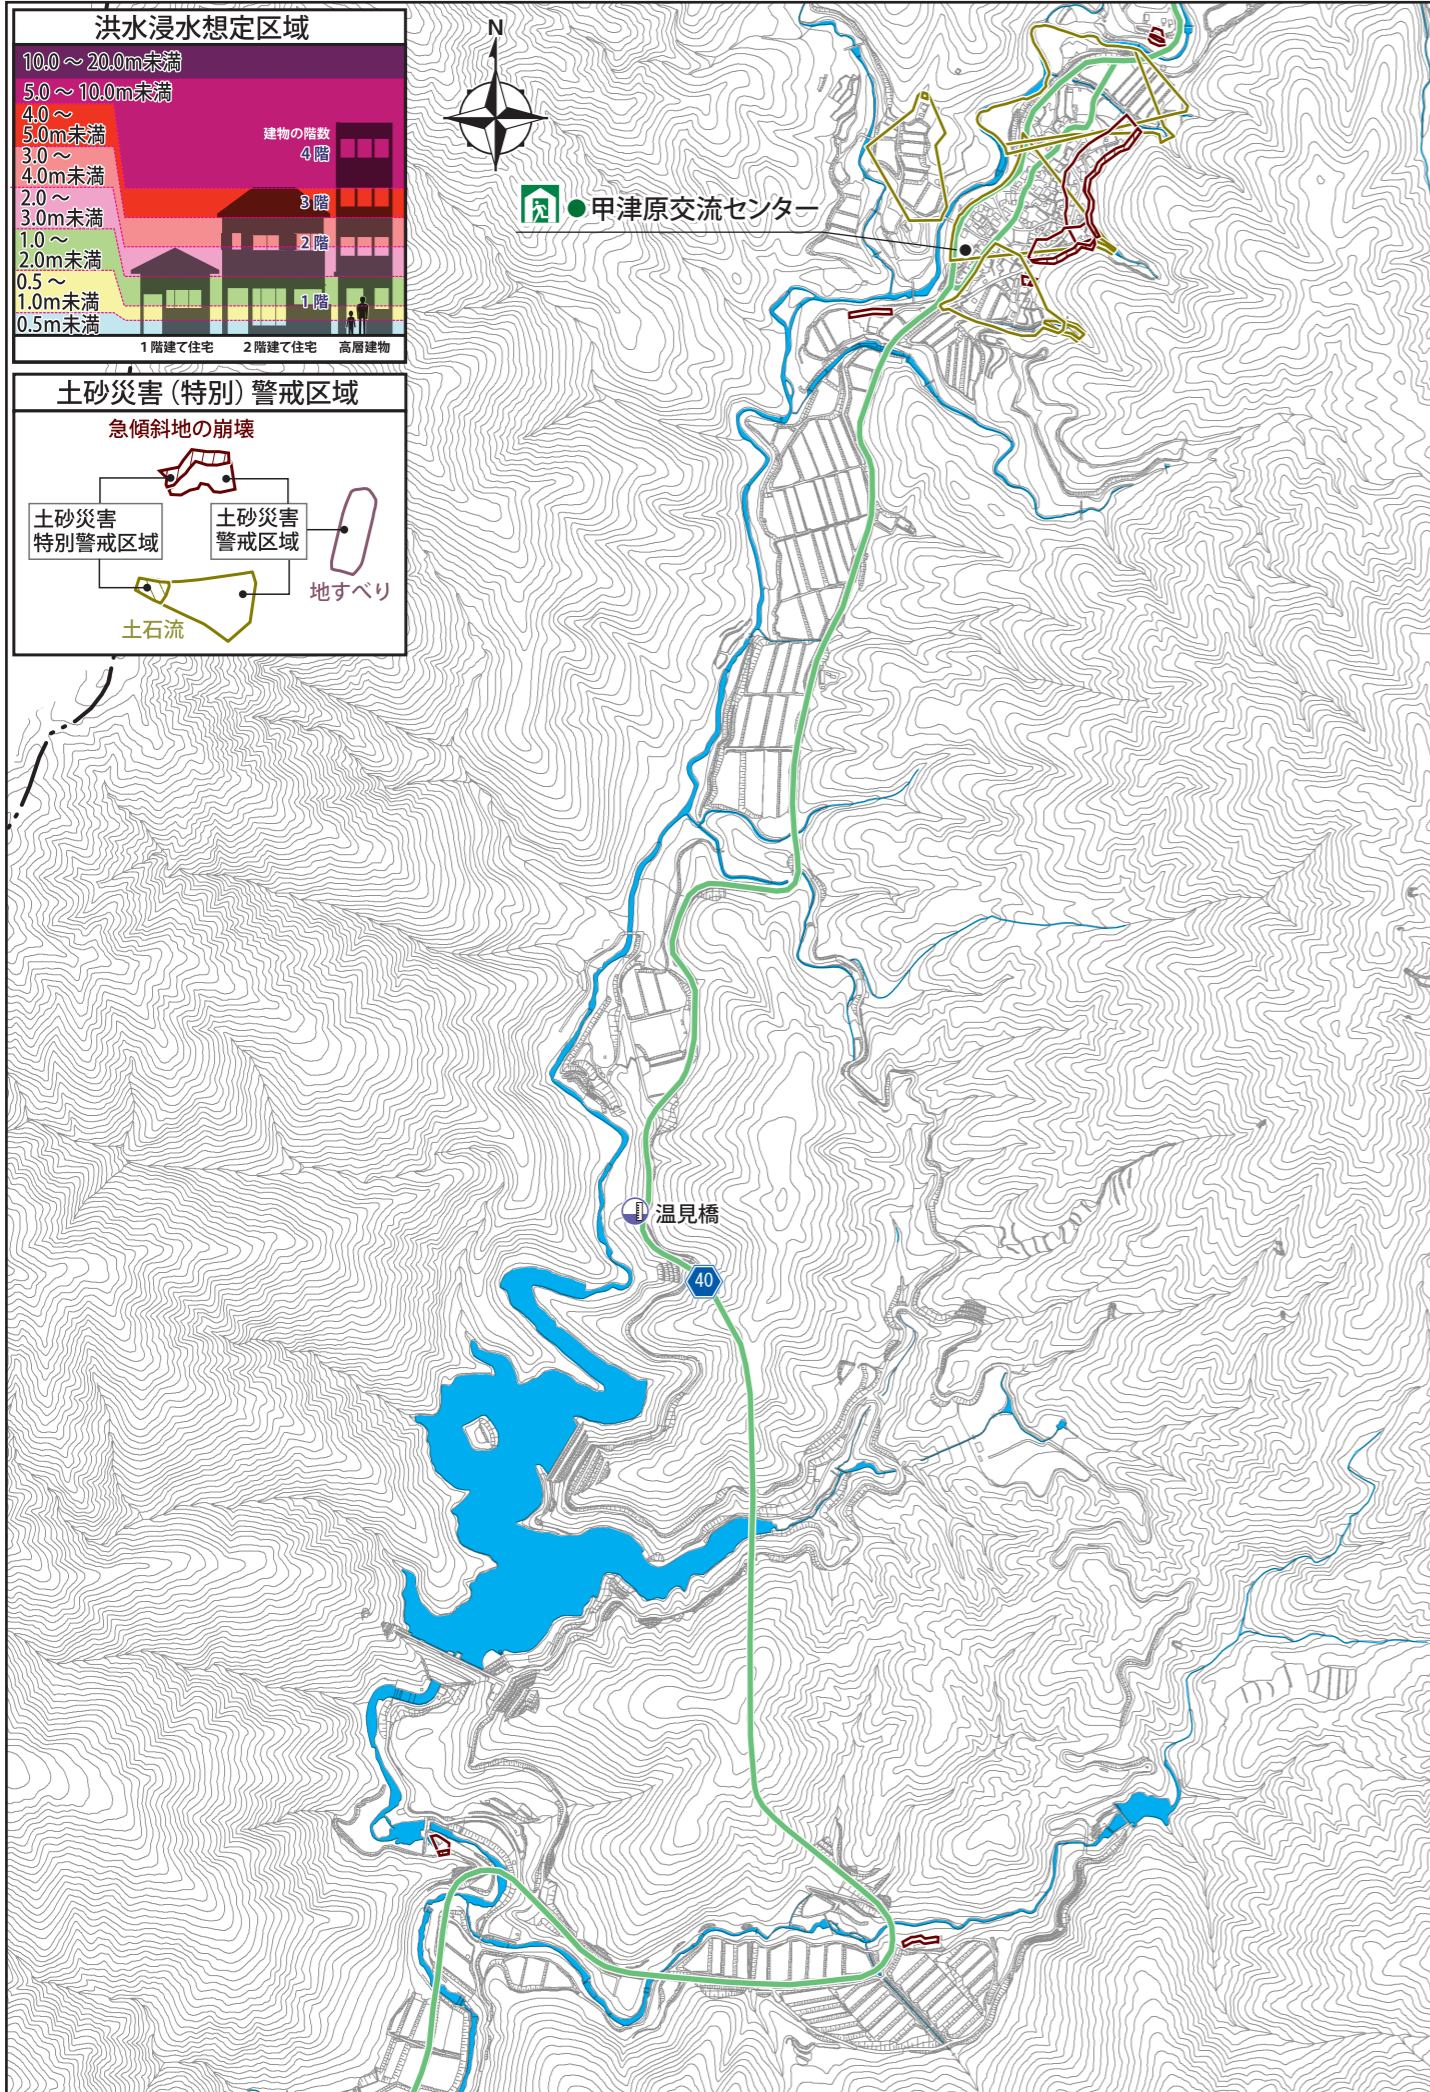 洪水浸水想定区域
10.0～20.0m未満
5.0～10.0m未満
4.0～
5.0m未満
3.0～
4.0m未満
2.0～
3.0m未満
1.0～
2.0m未満
0.5～
1.0m未満
0.5m未満
建物の階数
4階
3階
2階
1階
1階建て住宅
2階建て住宅
高層建物
N
甲津原交流センター
土砂災害（特別）警戒区域
急傾斜地の崩壊
土砂災害
特別警戒区域
土砂災害
警戒区域
地すべり
土石流
温見橋
40